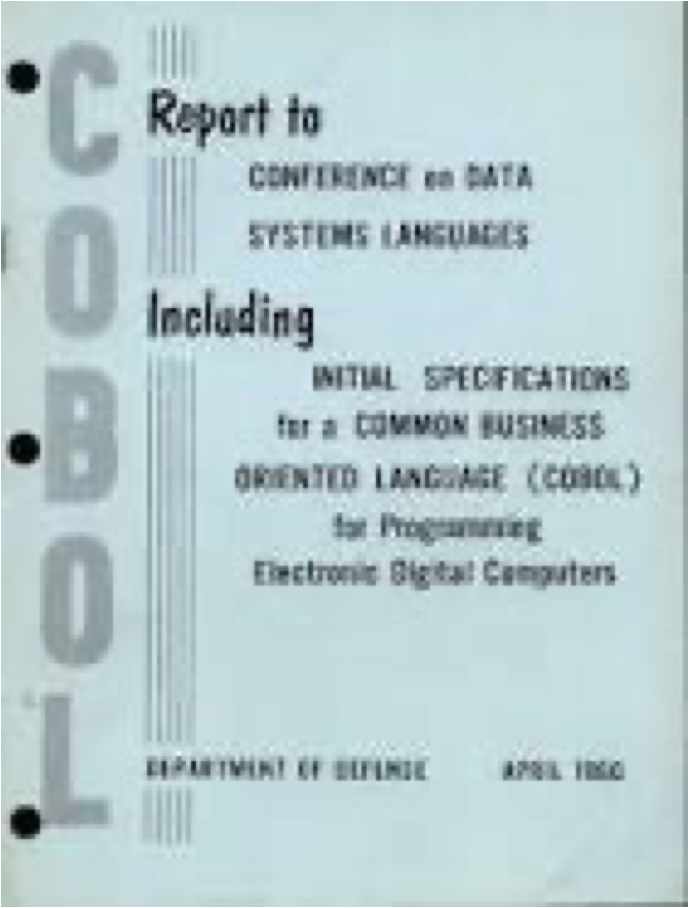 COBOL
Report to
CONFERENCE on DATA
SYSTEMS LANGUAGES
Including
INITIAL SPECIFICATIONS
for a COMMON BUSINESS
ORIENTED LANGUAGE (COBOL)
for Programming
Electronic Digital Computers
DEPARTMENT OF DEFENSE APRIL 1960